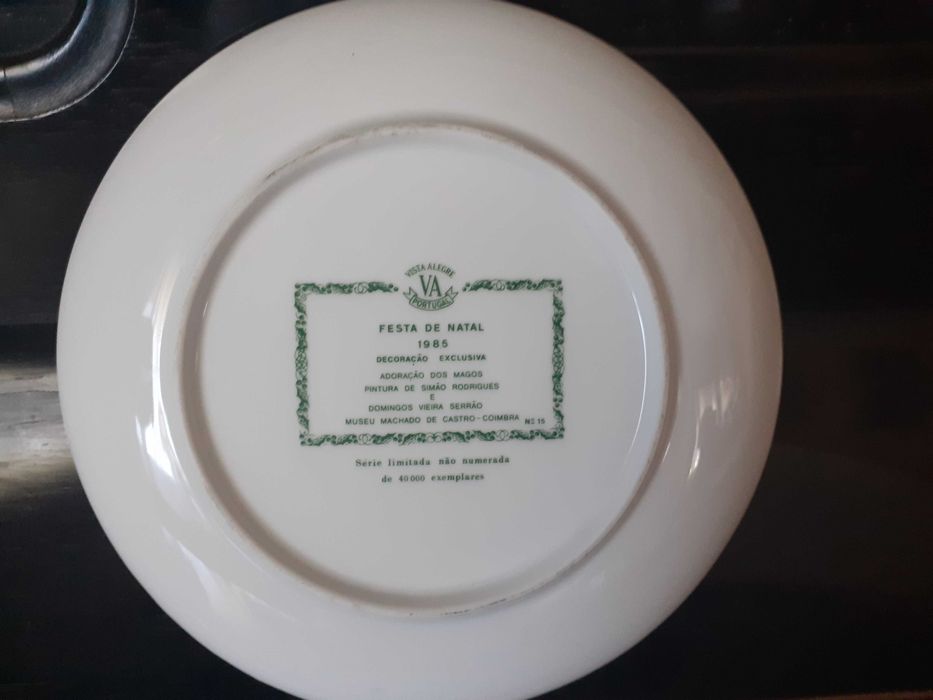 VISTA ALEGRE
VA
PORTUGAL
FESTA DE NATAL
1985
DECORAÇÃO EXCLUSIVA
ADORAÇÃO DOS MAGOS
PINTURA DE SIMÃO RODRIGUES
E
DOMINGOS VIEIRA SERRÃO
MUSEU MACHADO DE CASTRO-COIMBRA Nº 15
Série limitada não numerada
de 40000 exemplares